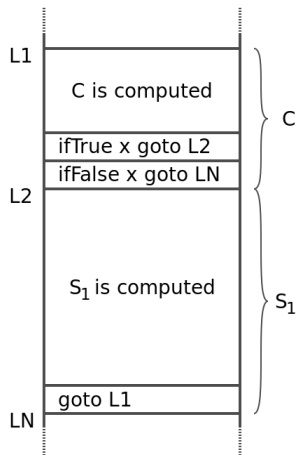 L1
C is computed
C
ifTrue x goto L2
ifFalse x goto LN
L2
S1 is computed
S1
goto L1
LN